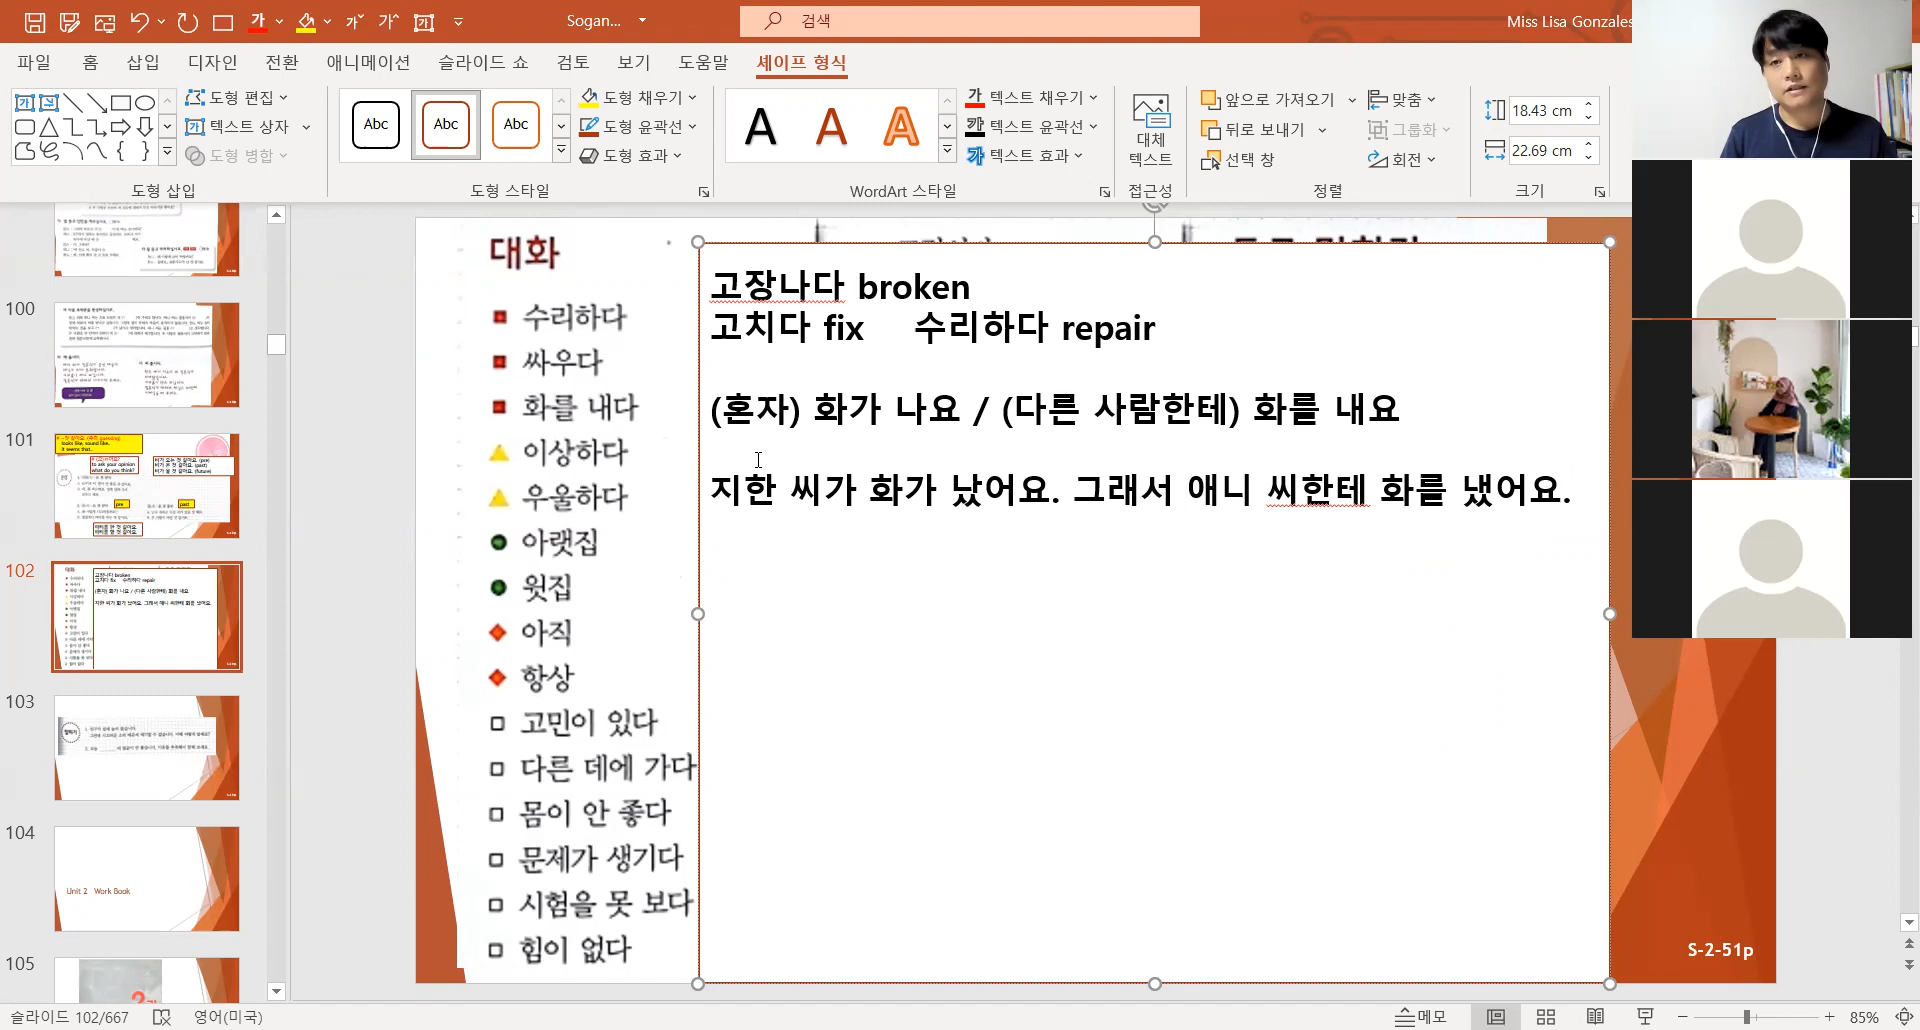 Sogan...
검색
Miss Lisa Gonzales
파일 홈 삽입 디자인 전환 애니메이션 슬라이드 쇼 검토 보기 도움말 셰이프 형식
도형 편집
텍스트 상자
도형 병합
도형 삽입
Abc Abc Abc
도형 채우기
도형 윤곽선
도형 효과
도형 스타일
A A A
텍스트 채우기
텍스트 윤곽선
텍스트 효과
WordArt 스타일
대체
텍스트
접근성
앞으로 가져오기
뒤로 보내기
선택 창
맞춤
그룹화
회전
정렬
18.43 cm
22.69 cm
크기
100
101
102
103
104
Unit 2 Work Book
105
대화
수리하다
싸우다
화를 내다
이상하다
우울하다
아랫집
윗집
아직
항상
고민이 있다
다른 데에 가다
몸이 안 좋다
문제가 생기다
시험을 못 보다
힘이 없다
고장나다 broken
고치다 fix 수리하다 repair
(혼자) 화가 나요 / (다른 사람한테) 화를 내요
지한 씨가 화가 났어요. 그래서 애니 씨한테 화를 냈어요.
S-2-51p
슬라이드 102/667
영어(미국)
메모
85%